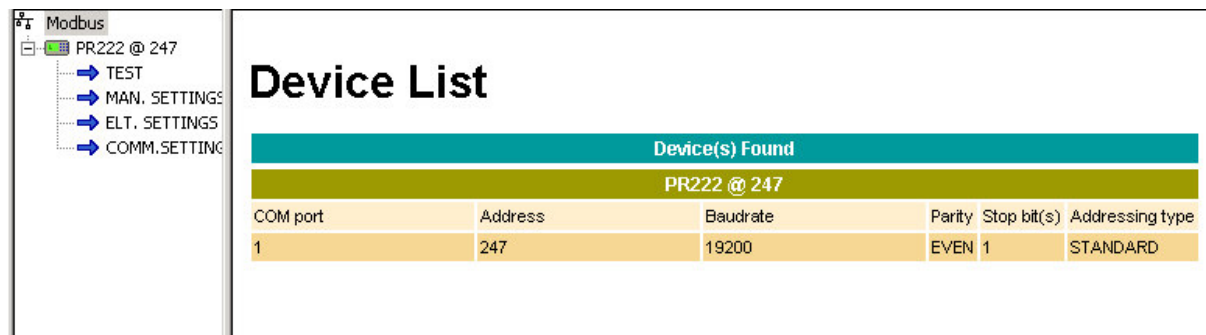 Modbus
PR222 @ 247
TEST
MAN. SETTINGS
ELT. SETTINGS
COMM.SETTING
Device List
Device(s) Found
PR222 @ 247
COM port Address Baudrate Parity Stop bit(s) Addressing type
1 247 19200 EVEN 1 STANDARD